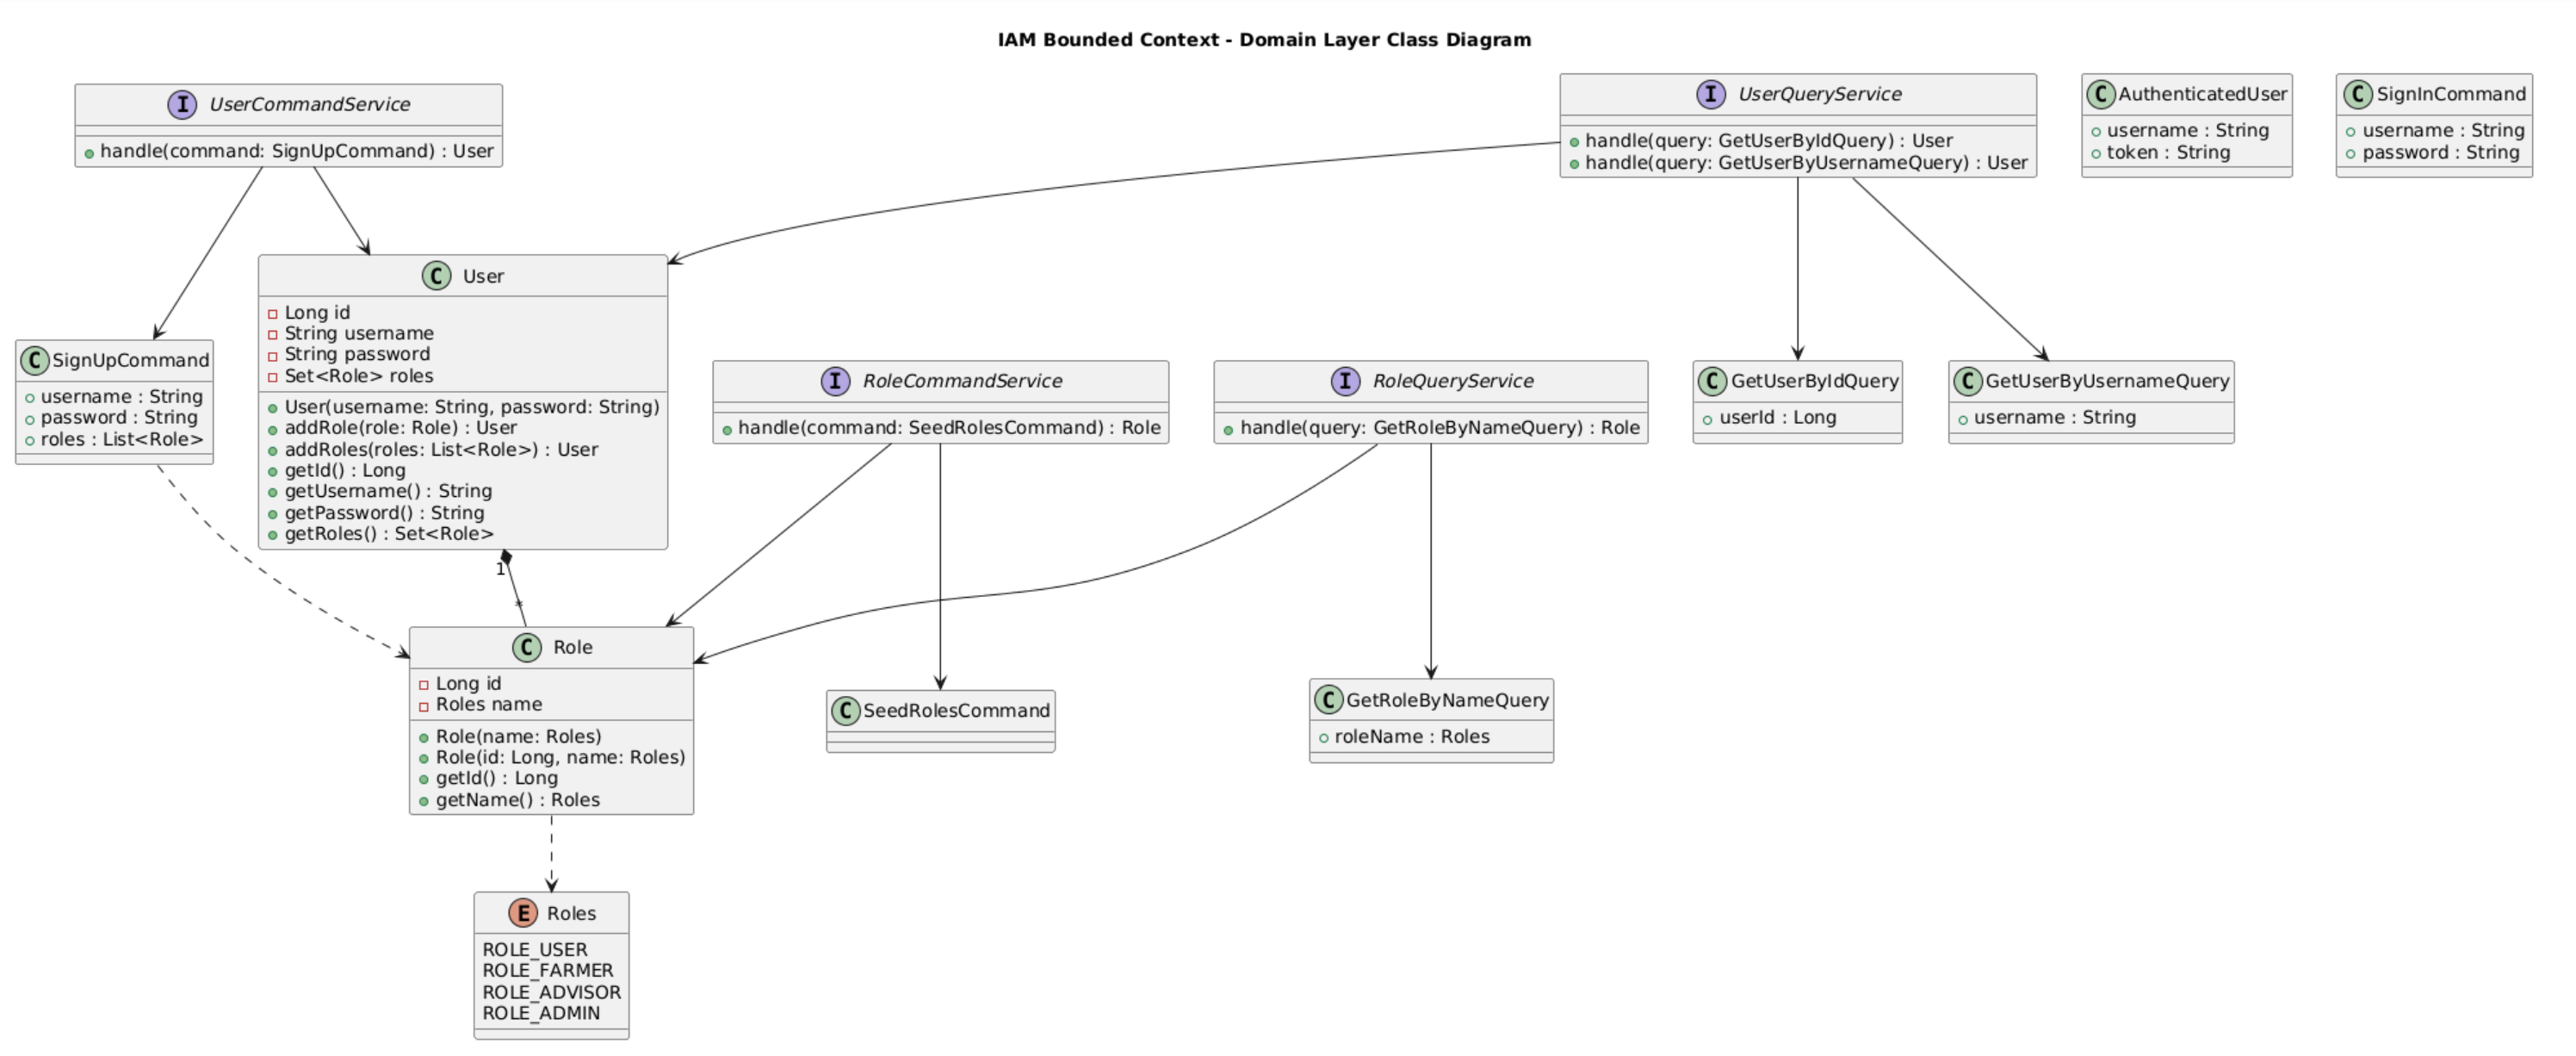 IAM Bounded Context - Domain Layer Class Diagram
I UserCommandService
handle(command: SignUpCommand) : User
I UserQueryService
handle(query: GetUserByIdQuery) : User
handle(query: GetUserByUsernameQuery) : User
C AuthenticatedUser
username : String
token : String
C SignInCommand
username : String
password : String
C User
Long id
String username
String password
Set<Role> roles
User(username: String, password: String)
addRole(role: Role) : User
addRoles(roles: List<Role>) : User
getId() : Long
getUsername() : String
getPassword() : String
getRoles() : Set<Role>
C SignUpCommand
username : String
password : String
roles : List<Role>
I RoleCommandService
handle(command: SeedRolesCommand) : Role
I RoleQueryService
handle(query: GetRoleByNameQuery) : Role
C GetUserByIdQuery
userId : Long
C GetUserByUsernameQuery
username : String
1
*
C Role
Long id
Roles name
Role(name: Roles)
Role(id: Long, name: Roles)
getId() : Long
getName() : Roles
C SeedRolesCommand
C GetRoleByNameQuery
roleName : Roles
E Roles
ROLE_USER
ROLE_FARMER
ROLE_ADVISOR
ROLE_ADMIN